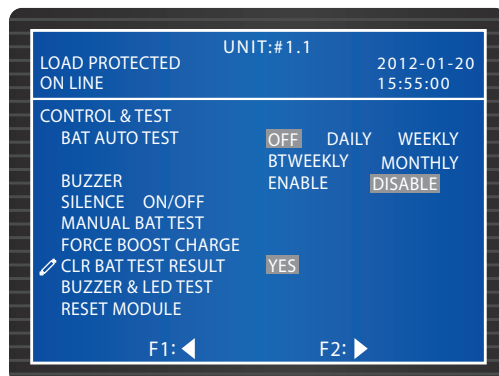 UNIT:#1.1
LOAD PROTECTED 2012-01-20
ON LINE 15:55:00
CONTROL & TEST
BAT AUTO TEST OFF DAILY WEEKLY
BTWEEKLY MONTHLY
BUZZER ENABLE DISABLE
SILENCE ON/OFF
MANUAL BAT TEST
FORCE BOOST CHARGE
CLR BAT TEST RESULT YES
BUZZER & LED TEST
RESET MODULE
F1: F2: